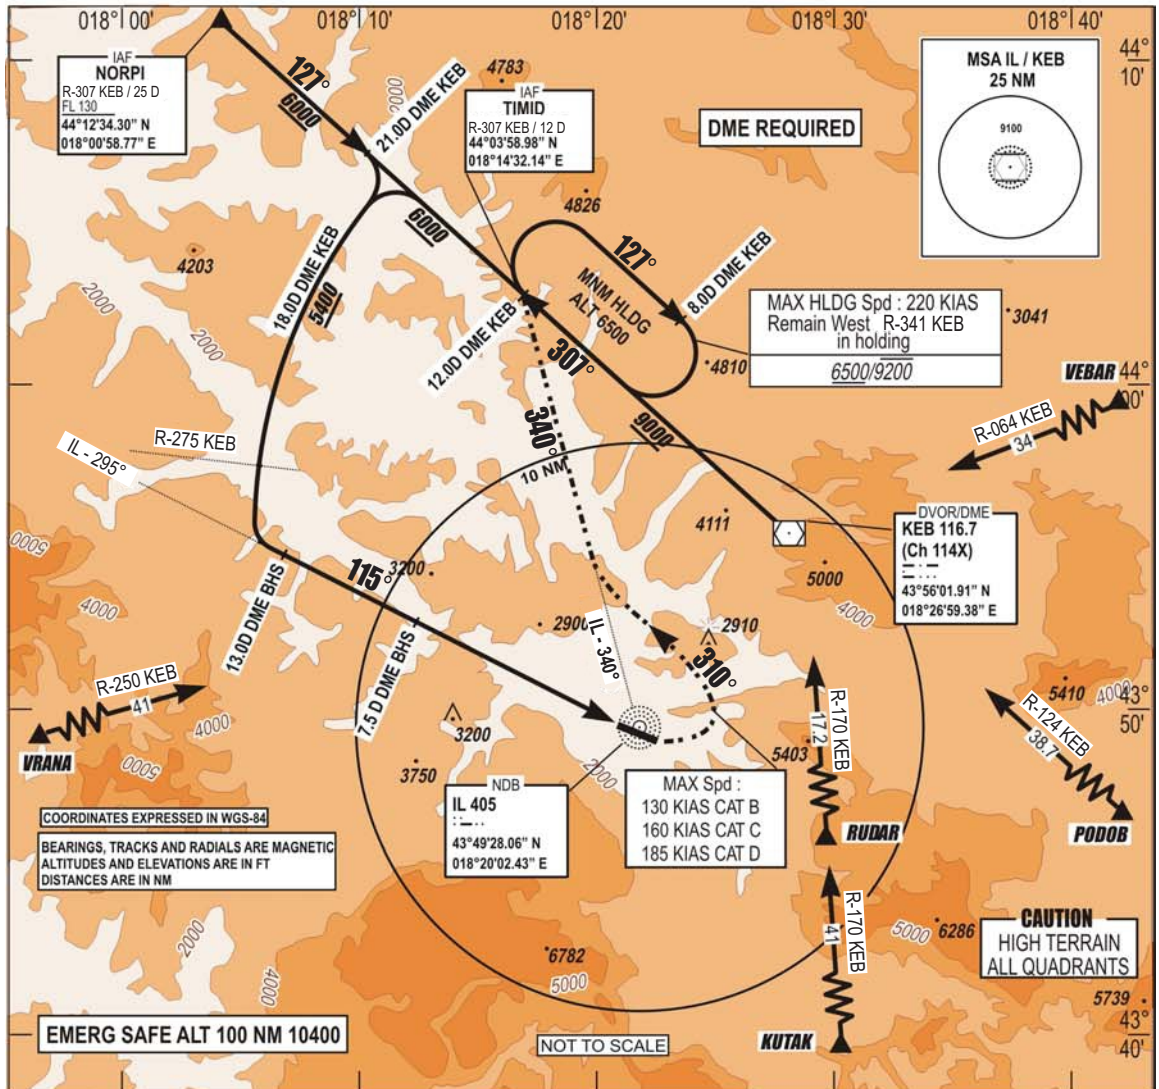 018°00'
018°10'
018°20'
018°30'
018°40'
44°
10'
IAF
NORPI
R-307 KEB / 25 D
FL 130
44°12'34.30" N
018°00'58.77" E
127°
6000
21.0D DME KEB
2000
4783
IAF
TIMID
R-307 KEB / 12 D
44°03'58.98" N
018°14'32.14" E
DME REQUIRED
MSA IL / KEB
25 NM
9100
4203
2000
18.0D DME KEB
5400
6000
4826
127°
8.0D DME KEB
MNM HLDG
ALT 6500
12.0D DME KEB
307°
9000
4810
MAX HLDG Spd : 220 KIAS
Remain West R-341 KEB
in holding
6500/9200
3041
VEBAR
44°
00'
R-064 KEB
34
2000
IL - 295°
R-275 KEB
340°
10 NM
4111
DVOR/DME
KEB 116.7
(Ch 114X)
43°56'01.91" N
018°26'59.38" E
5000
4000
5000
4000
3200
115°
13.0D DME BHS
7.5 D DME BHS
2900
IL - 340°
2910
310°
R-250 KEB
41
VRANA
4000
5000
3200
3750
2000
NDB
IL 405
43°49'28.06" N
018°20'02.43" E
MAX Spd :
130 KIAS CAT B
160 KIAS CAT C
185 KIAS CAT D
5403
R-170 KEB
17.2
RUDAR
5410
4000
43°
50'
R-124 KEB
38.7
PODOB
COORDINATES EXPRESSED IN WGS-84
BEARINGS, TRACKS AND RADIALS ARE MAGNETIC
ALTITUDES AND ELEVATIONS ARE IN FT
DISTANCES ARE IN NM
2000
4000
6782
5000
R-170 KEB
41
KUTAK
5000
6286
CAUTION
HIGH TERRAIN
ALL QUADRANTS
5739
43°
40'
EMERG SAFE ALT 100 NM 10400
NOT TO SCALE